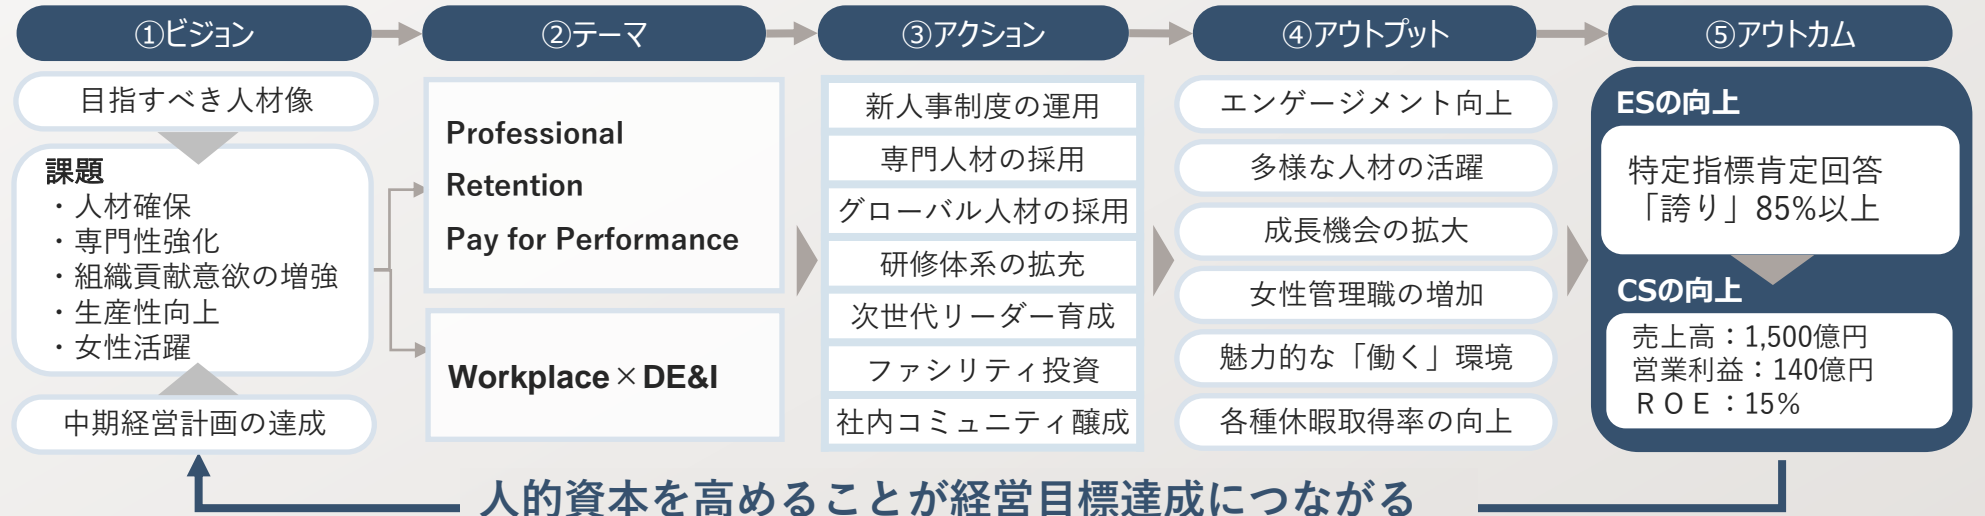 ①ビジョン
②テーマ
③アクション
④アウトプット
⑤アウトカム
目指すべき人材像
課題
・人材確保
・専門性強化
・組織貢献意欲の増強
・生産性向上
・女性活躍
中期経営計画の達成
Professional
Retention
Pay for Performance
Workplace×DE&I
新人事制度の運用
専門人材の採用
グローバル人材の採用
研修体系の拡充
次世代リーダー育成
ファシリティ投資
社内コミュニティ醸成
エンゲージメント向上
多様な人材の活躍
成長機会の拡大
女性管理職の増加
魅力的な「働く」環境
各種休暇取得率の向上
ESの向上
特定指標肯定回答
「誇り」85%以上
CSの向上
売上高：1,500億円
営業利益：140億円
ＲＯＥ：15%
人的資本を高めることが経営目標達成につながる